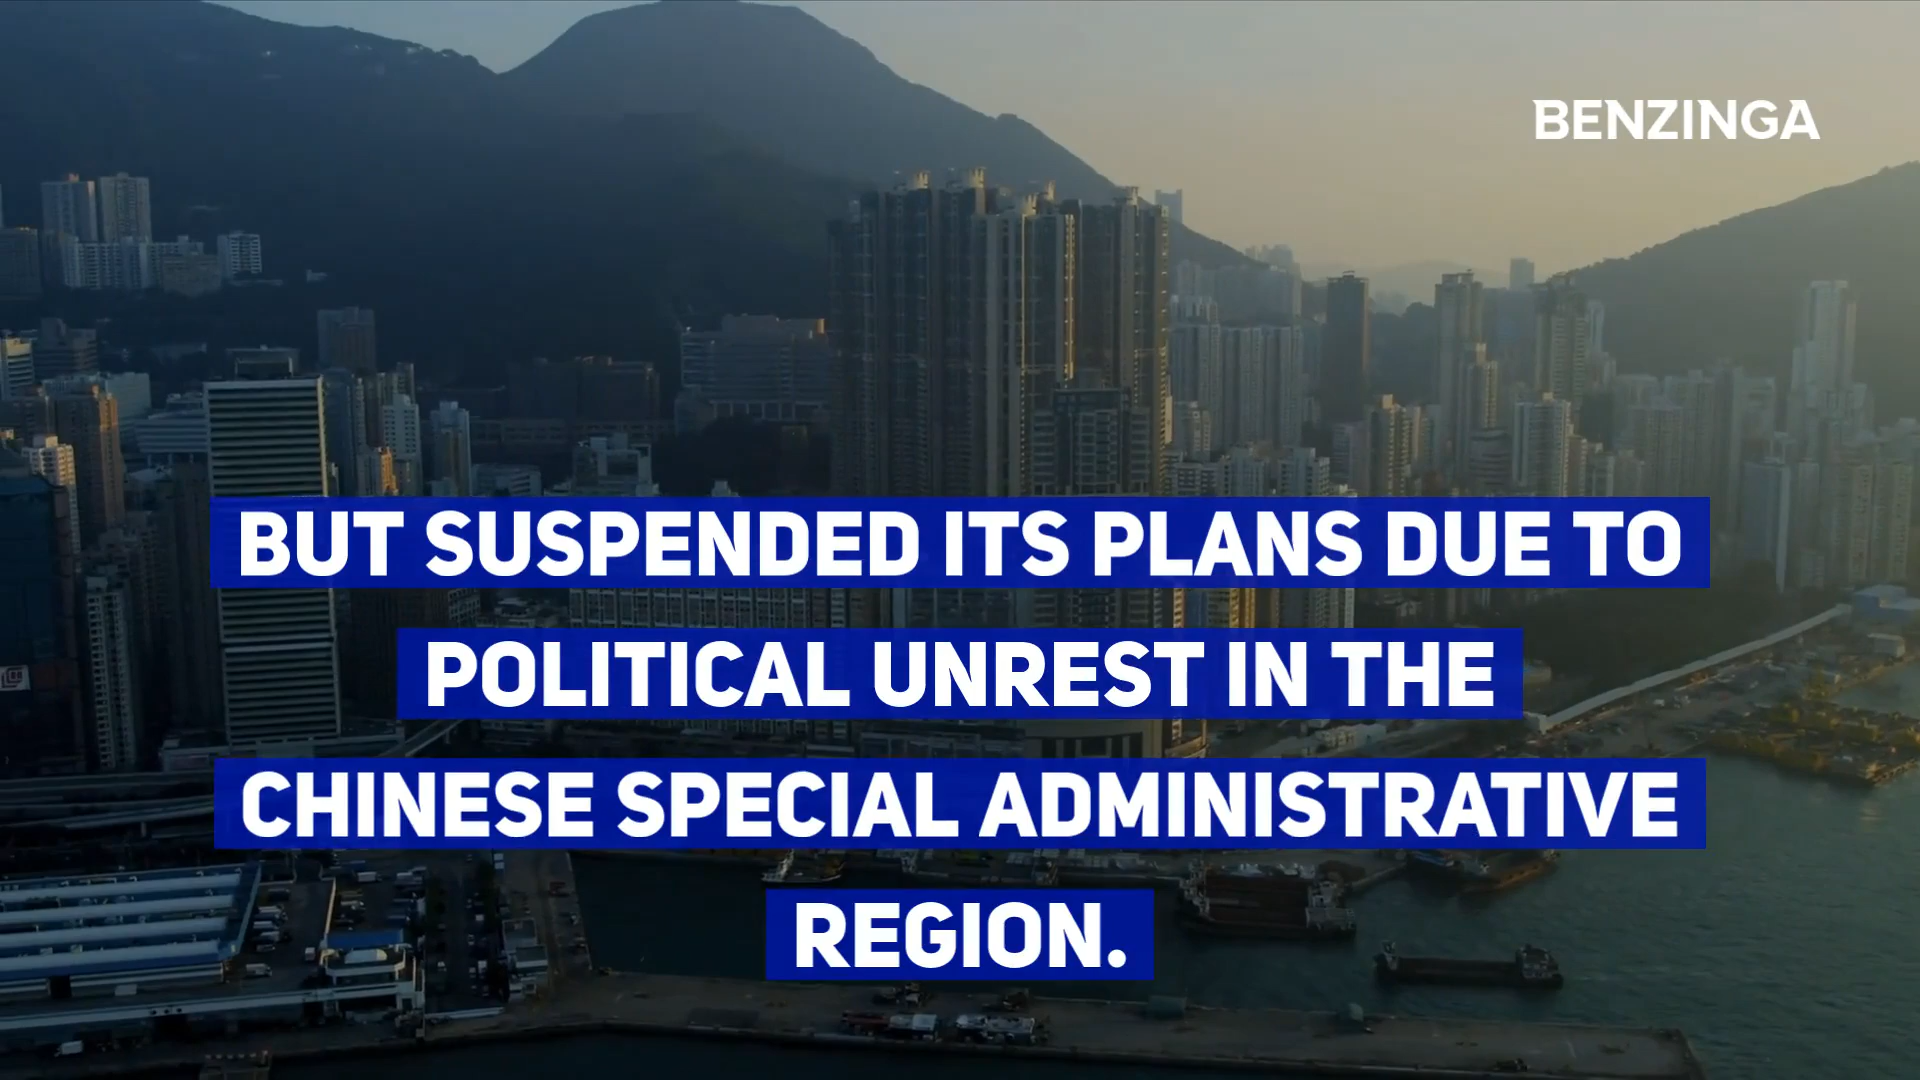 BENZINGA
BUT SUSPENDED ITS PLANS DUE TO
POLITICAL UNREST IN THE
CHINESE SPECIAL ADMINISTRATIVE
REGION.